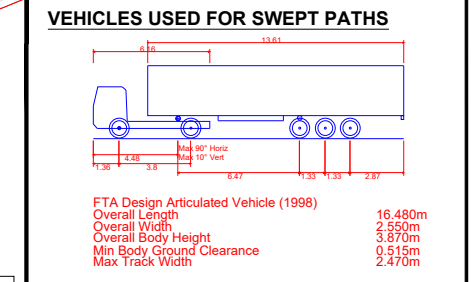 VEHICLES USED FOR SWEPT PATHS
13.61
6.16
Max 90° Horiz
Max 10° Vert
4.48
1.36
3.8
6.47
1.33
1.33
2.87
FTA Design Articulated Vehicle (1998)
Overall Length 16.480m
Overall Width 2.550m
Overall Body Height 3.870m
Min Body Ground Clearance 0.515m
Max Track Width 2.470m